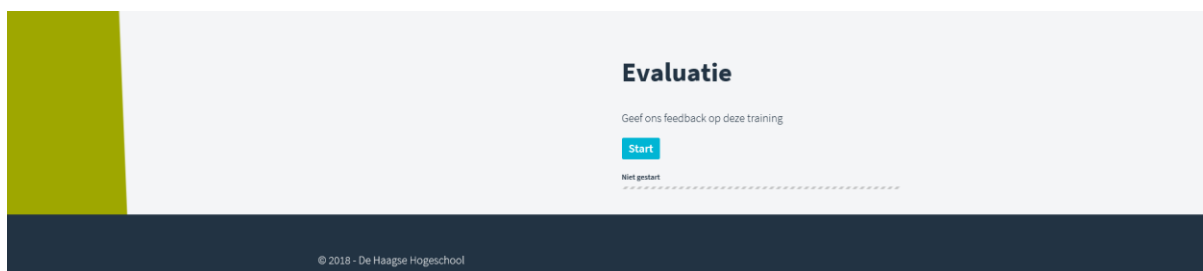 Evaluatie
Geef ons feedback op deze training
Start
Niet gestart
© 2018 - De Haagse Hogeschool